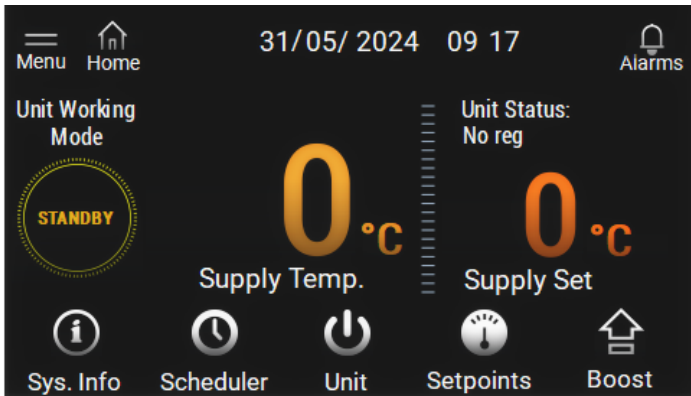 31/05/2024 09 17
Menu Home Alarms
Unit Working
Mode
STANDBY
0 °C
Supply Temp.
Unit Status:
No reg
0 °C
Supply Set
Sys. Info Scheduler Unit Setpoints Boost